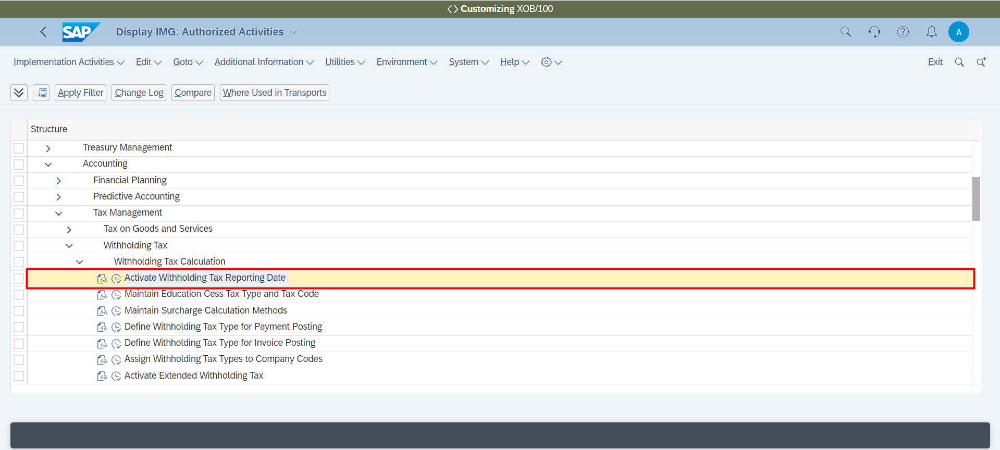 <> Customizing XOB/100
SAP Display IMG: Authorized Activities A
Implementation Activities Edit Goto Additional Information Utilities Environment System Help Exit
Apply Filter Change Log Compare Where Used in Transports
Structure
Treasury Management
Accounting
Financial Planning
Predictive Accounting
Tax Management
Tax on Goods and Services
Withholding Tax
Withholding Tax Calculation
Activate Withholding Tax Reporting Date
Maintain Education Cess Tax Type and Tax Code
Maintain Surcharge Calculation Methods
Define Withholding Tax Type for Payment Posting
Define Withholding Tax Type for Invoice Posting
Assign Withholding Tax Types to Company Codes
Activate Extended Withholding Tax